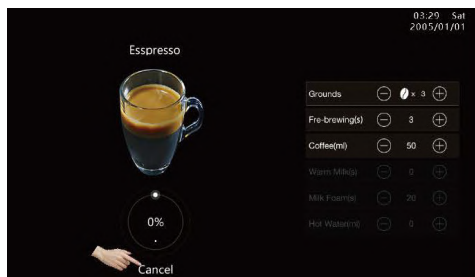 03:29 Sat
2005/01/01
Esspresso
Grounds x 3
Fre-brewing(s) 3
Coffee(ml) 50
Warm Milk(s) 0
Milk Foam(s) 20
Hot Water(ml) 0
0%
Cancel